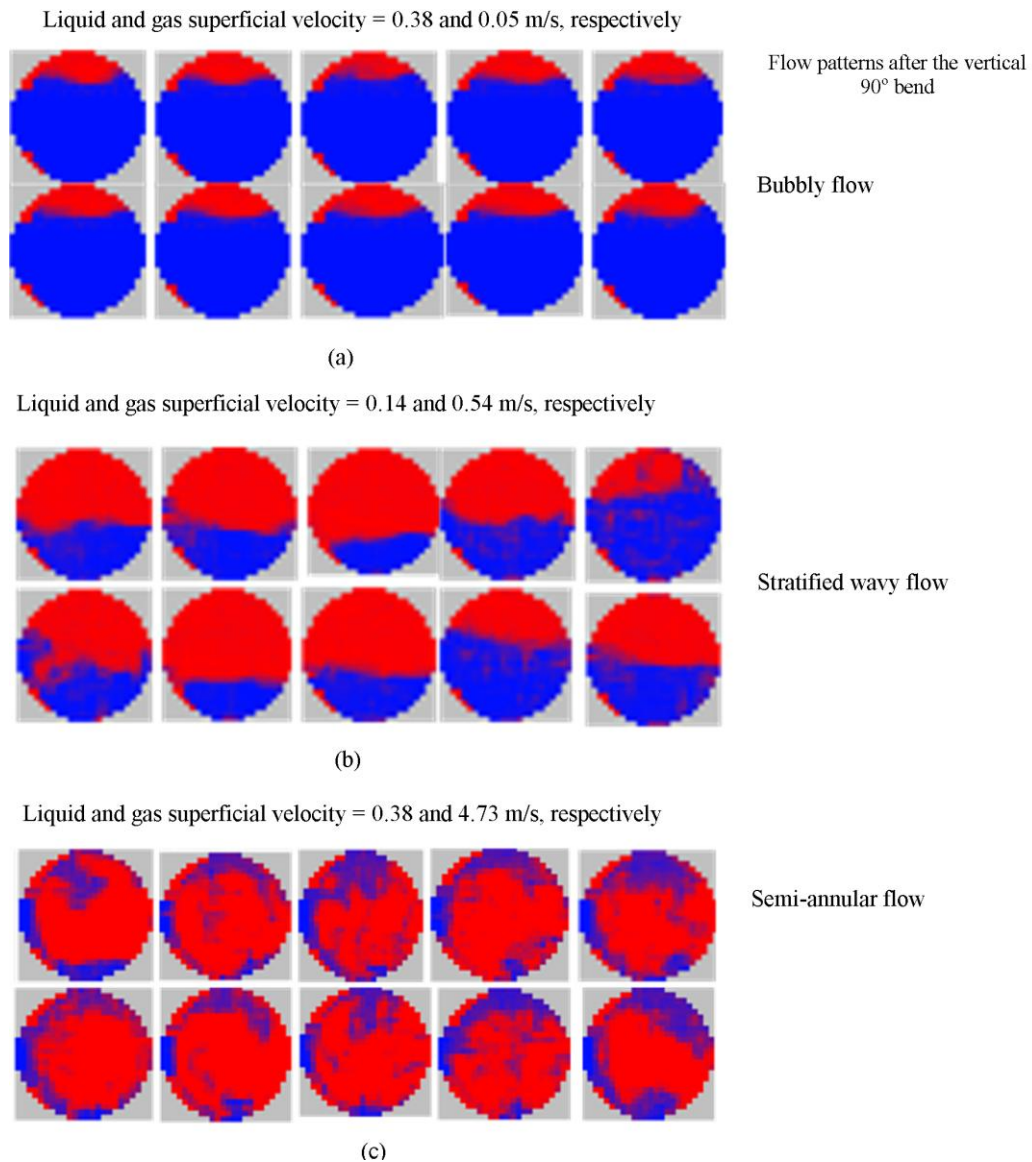 Liquid and gas superficial velocity = 0.38 and 0.05 m/s, respectively
Flow patterns after the vertical
90° bend
Bubbly flow
(a)
Liquid and gas superficial velocity = 0.14 and 0.54 m/s, respectively
Stratified wavy flow
(b)
Liquid and gas superficial velocity = 0.38 and 4.73 m/s, respectively
Semi-annular flow
(c)